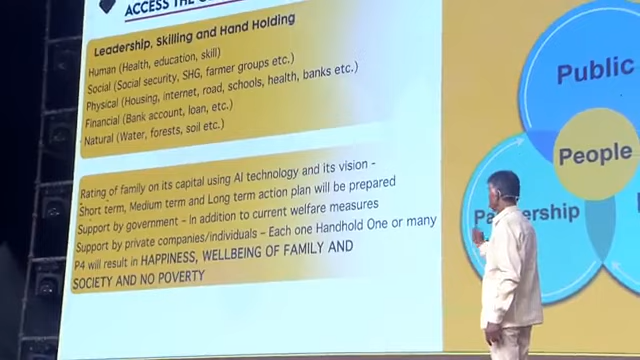 ACCESS THE
Leadership, Skilling and Hand Holding
Human (Health, education, skill)
Social (Social security, SHG, farmer groups etc.)
Physical (Housing, internet, road, schools, health, banks etc.)
Financial (Bank account, loan, etc.)
Natural (Water, forests, soil etc.)
Rating of family on its capital using AI technology and its vision -
Short term, Medium term and Long term action plan will be prepared
Support by government - In addition to current welfare measures
Support by private companies/individuals - Each one Handhold One or many
P4 will result in HAPPINESS, WELLBEING OF FAMILY AND
SOCIETY AND NO POVERTY
Public
People